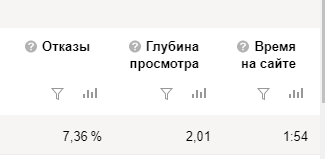 Отказы Глубина Время
просмотра на сайте
7,36 % 2,01 1:54